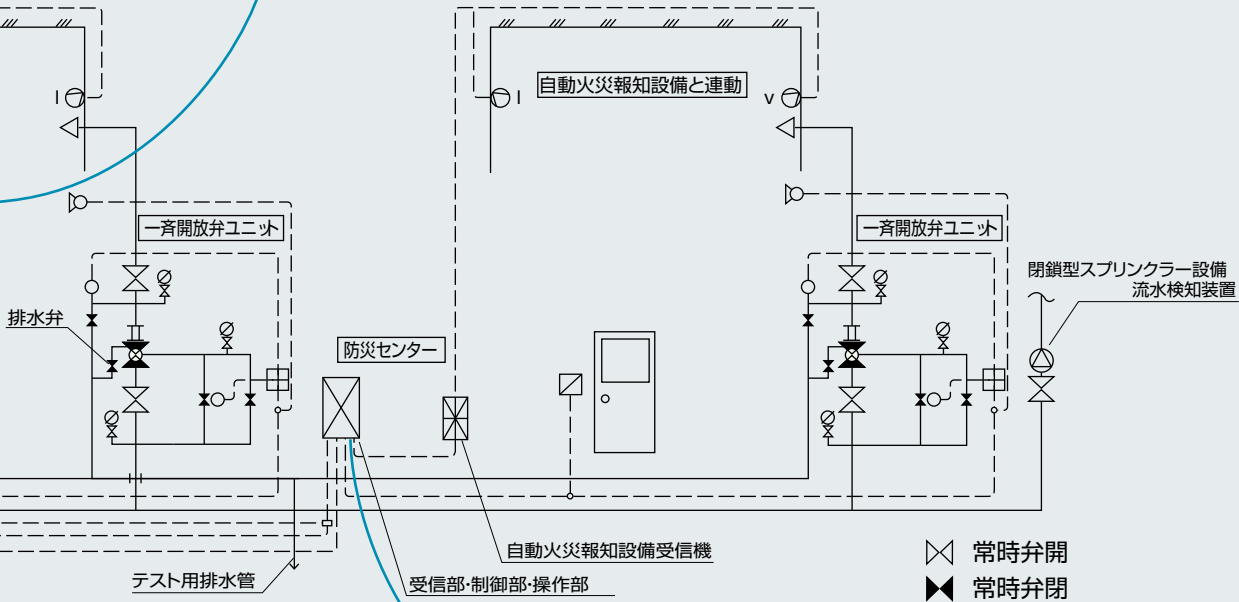 自動火災報知設備と連動
I
I
v
一斉開放弁ユニット
一斉開放弁ユニット
閉鎖型スプリンクラー設備
流水検知装置
排水弁
防災センター
自動火災報知設備受信機
常時弁開
テスト用排水管
受信部・制御部・操作部
常時弁閉